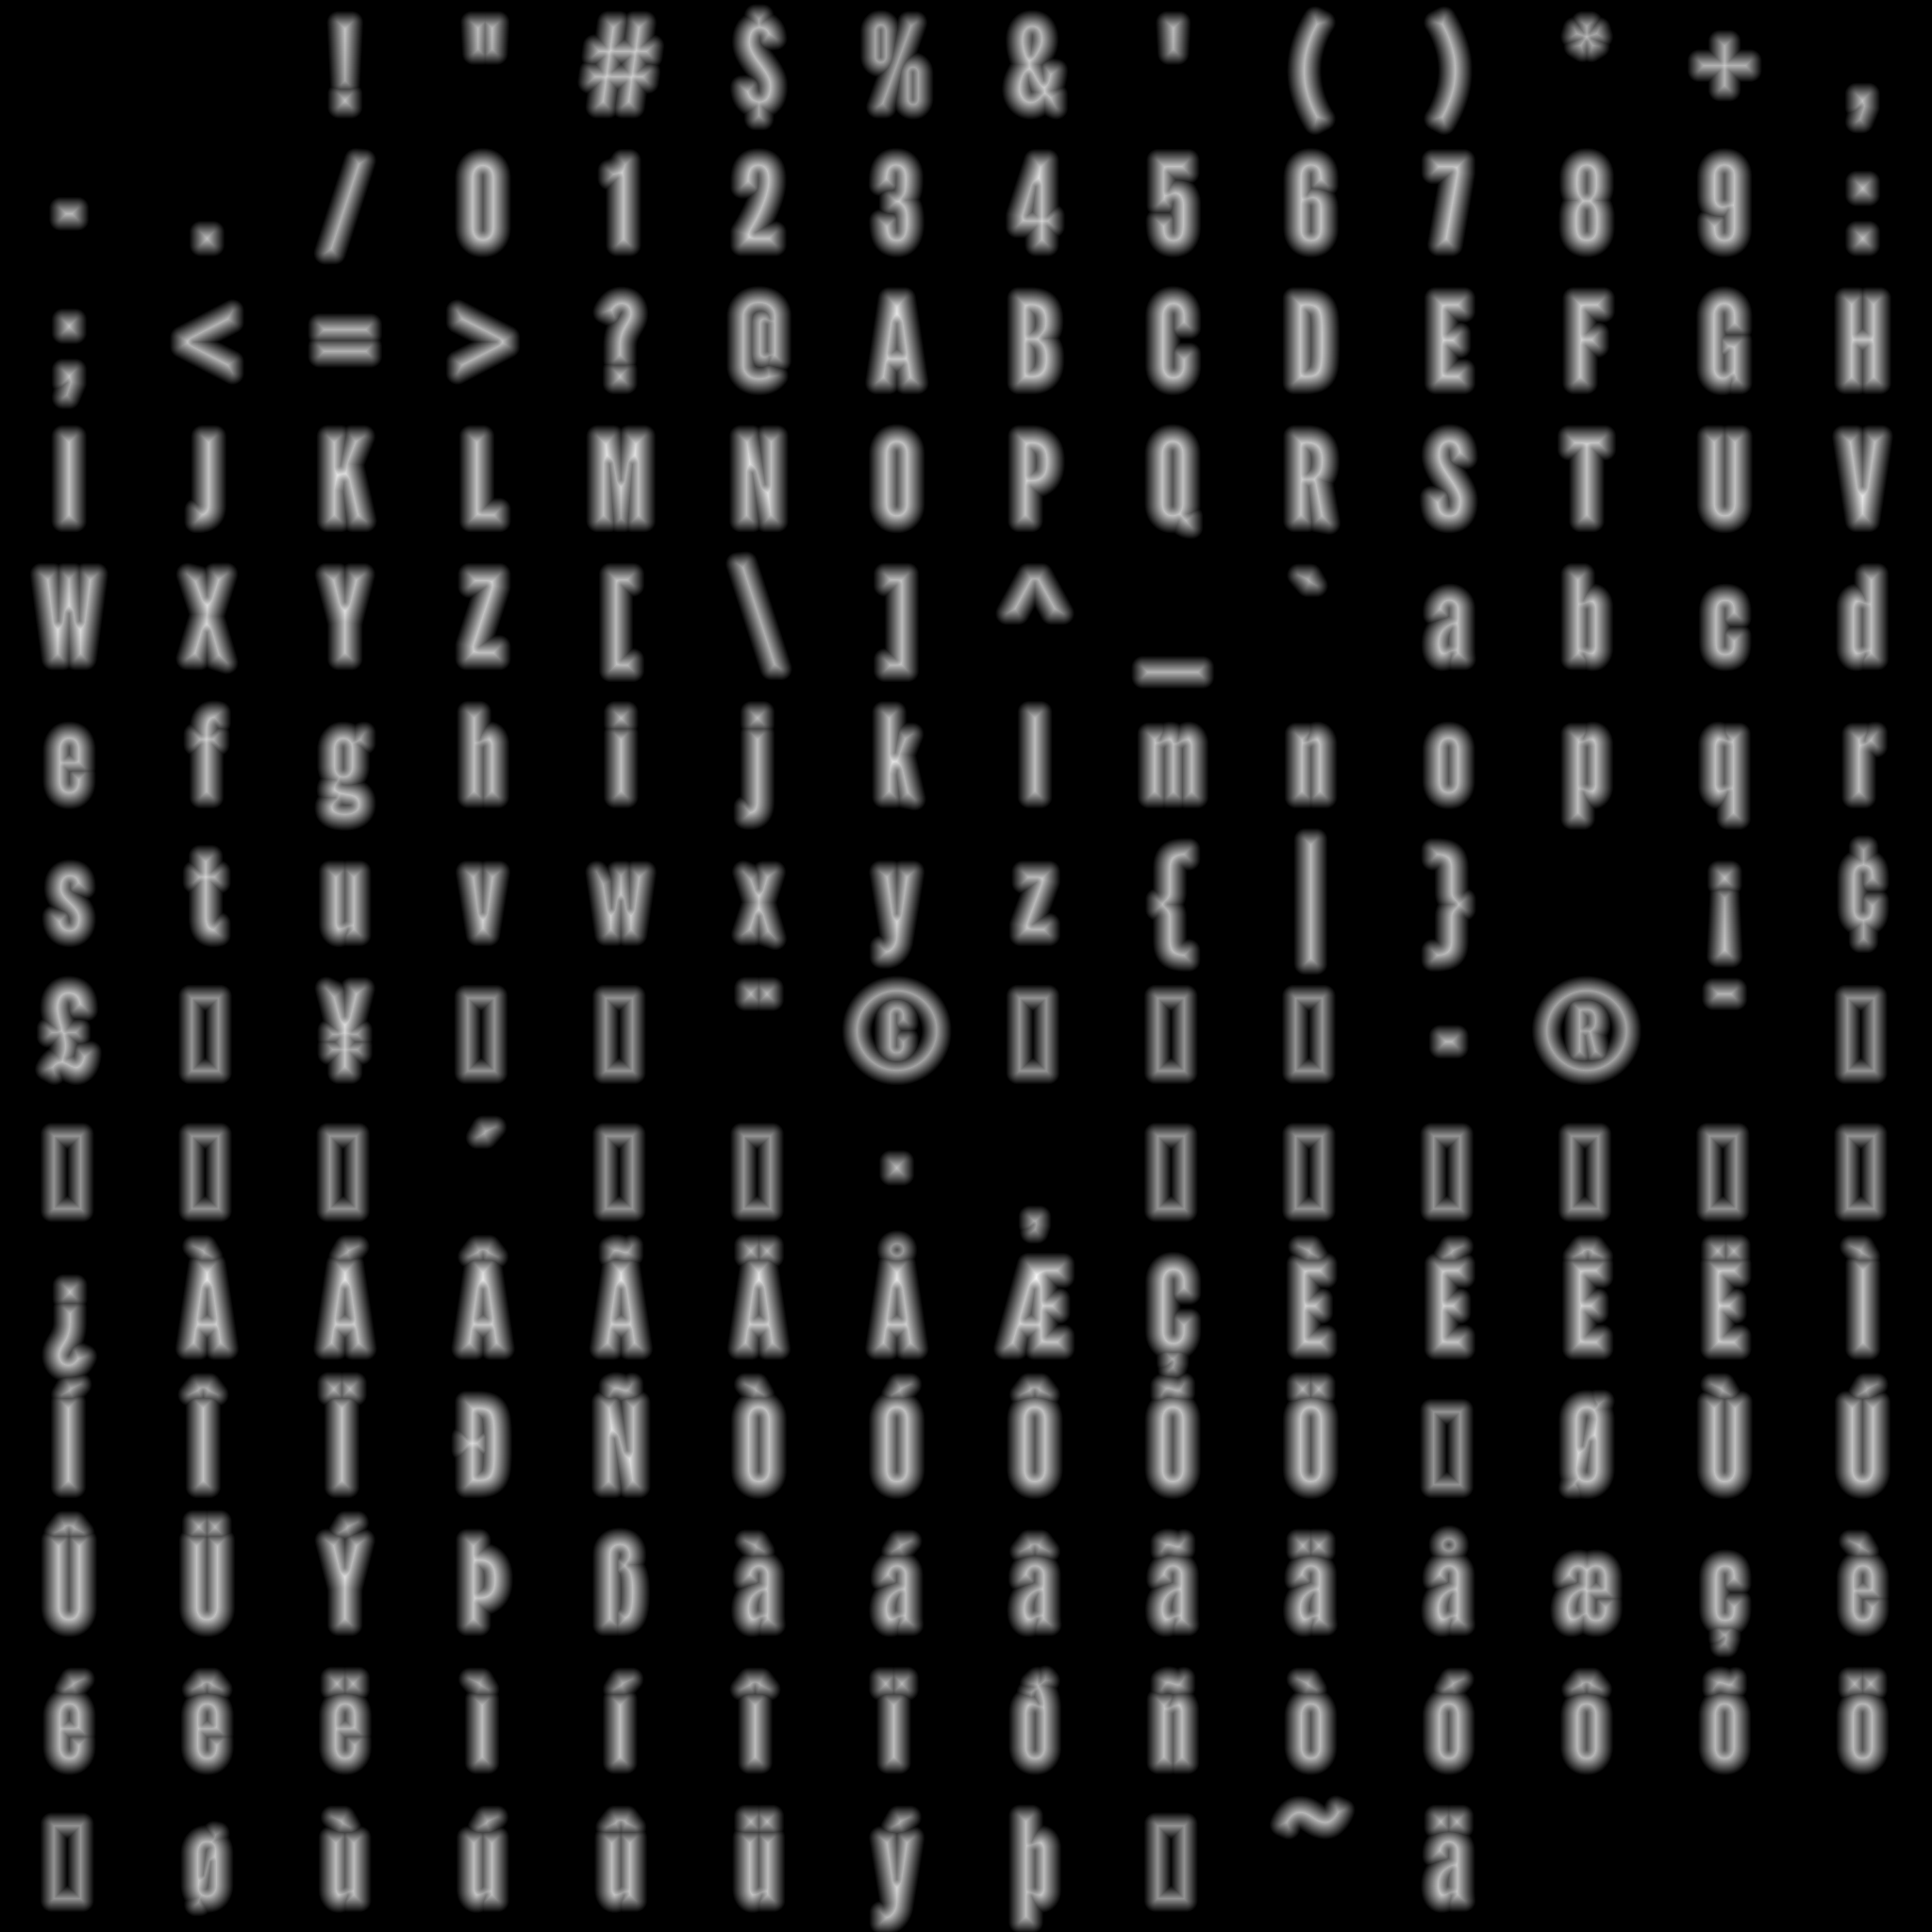 ! " # $ % & ' ( ) * + ,
- . / 0 1 2 3 4 5 6 7 8 9 :
; < = > ? @ A B C D E F G H
I J K L M N O P Q R S T U V
W X Y Z [ \ ] ^ _ ` a b c d
e f g h i j k l m n o p q r
s t u v w x y z { | } ¡ ¢
£ ▯ ¥ ▯ ▯ ¨ © ▯ ▯ ▯ - ® ¯ ▯
▯ ▯ ▯ ´ ▯ ▯ · ¸ ▯ ▯ ▯ ▯ ▯ ▯
¿ À Á Â Ã Ä Å Æ Ç È É Ê Ë Ì
Í Î Ï Ð Ñ Ò Ó Ô Õ Ö ▯ Ø Ù Ú
Û Ü Ý Þ ß à á â ã ä å æ ç è
é ê ë ì í î ï ð ñ ò ó ô õ ö
▯ ø ù ú û ü ý þ ▯ ~ ä